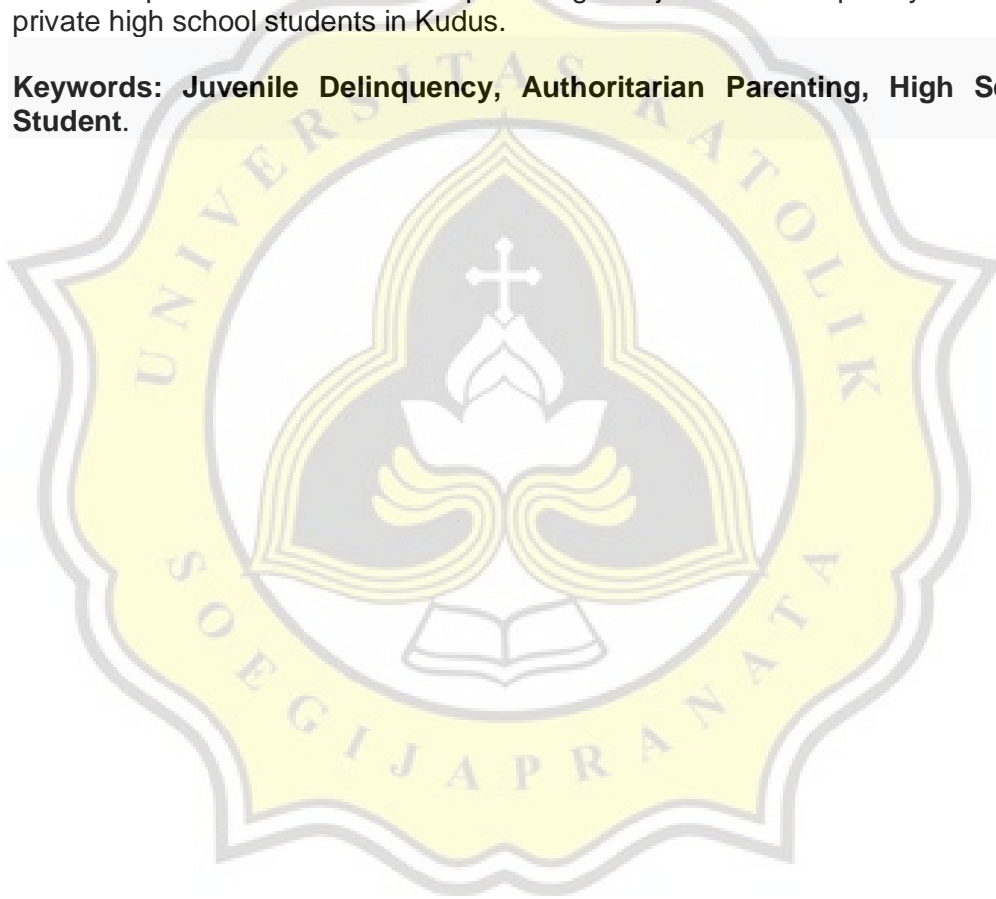 private high school students in Kudus.
Keywords: Juvenile Delinquency, Authoritarian Parenting, High
Student.
UNIVERSITAS KATOLIK
SOEGIJAPRANATA